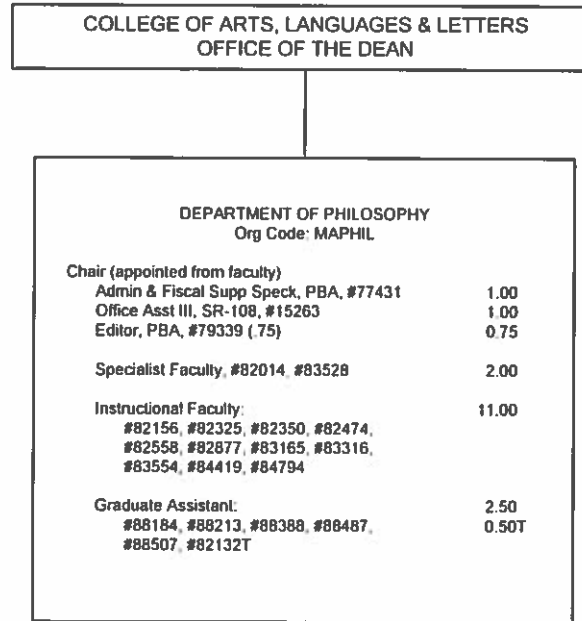 COLLEGE OF ARTS, LANGUAGES & LETTERS
OFFICE OF THE DEAN
DEPARTMENT OF PHILOSOPHY
Org Code: MAPHIL
Chair (appointed from faculty)
Admin & Fiscal Supp Speck, PBA, #77431 1.00
Office Asst III, SR-108, #15263 1.00
Editor, PBA, #79339 (.75) 0.75
Specialist Faculty, #82014, #83528 2.00
Instructional Faculty: 11.00
#82156, #82325, #82350, #82474,
#82558, #82877, #83165, #83316,
#83554, #84419, #84794
Graduate Assistant: 2.50
#88184, #88213, #88388, #88487, 0.50T
#88507, #82132T